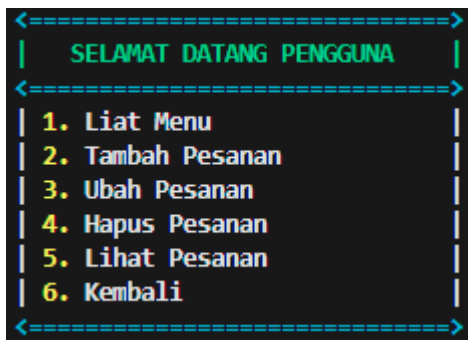 <==============================>
| SELAMAT DATANG PENGGUNA |
<==============================>
| 1. Liat Menu |
| 2. Tambah Pesanan |
| 3. Ubah Pesanan |
| 4. Hapus Pesanan |
| 5. Lihat Pesanan |
| 6. Kembali |
<==============================>